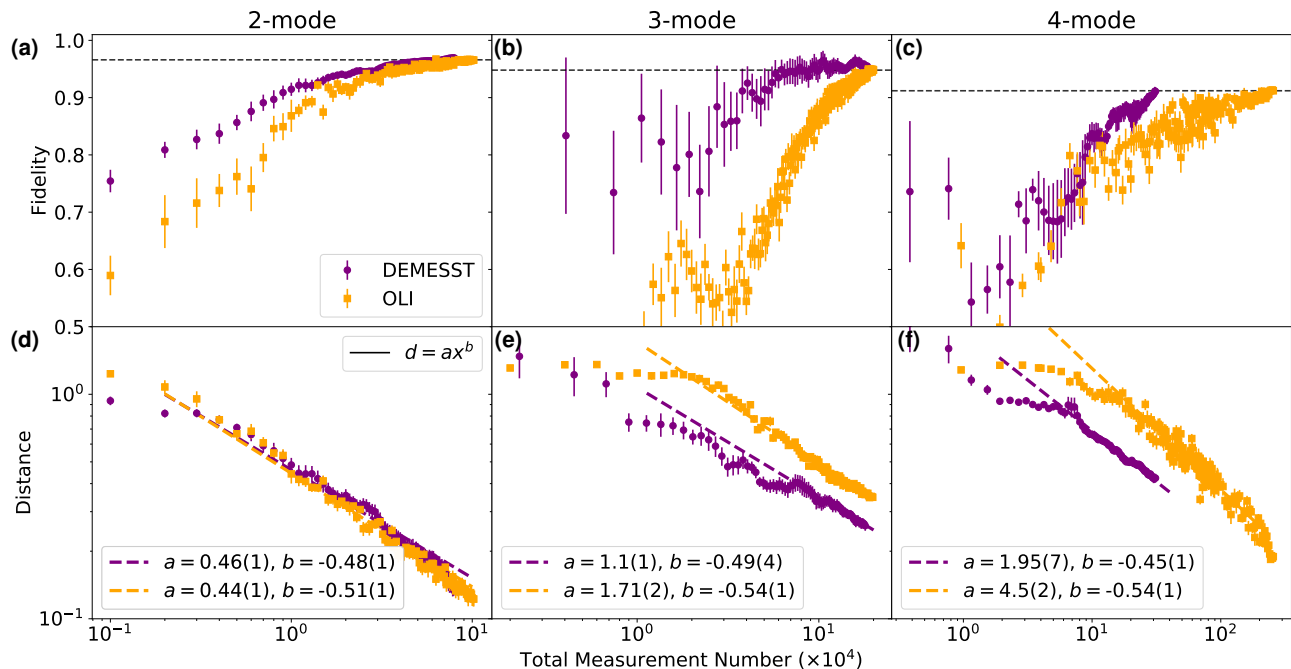 2-mode
3-mode
4-mode
(a)
(b)
(c)
1.0
0.9
0.8
0.7
0.6
0.5
Fidelity
DEMESST
OLI
(d)
(e)
(f)
d = ax^b
10^0
10^-1
Distance
a = 0.46(1), b = -0.48(1)
a = 0.44(1), b = -0.51(1)
a = 1.1(1), b = -0.49(4)
a = 1.71(2), b = -0.54(1)
a = 1.95(7), b = -0.45(1)
a = 4.5(2), b = -0.54(1)
10^-1
10^0
10^1
10^0
10^1
10^0
10^1
10^2
Total Measurement Number (×10^4)